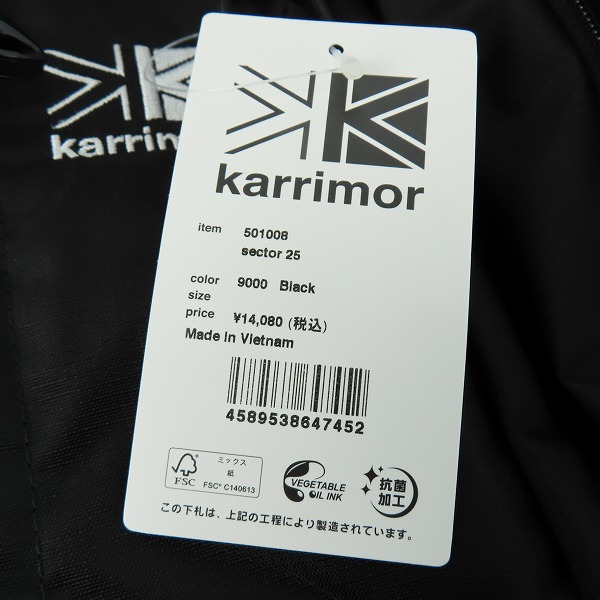 karrimor
karrimor
item 501008
sector 25
color 9000 Black
size
price ¥14,080 (税込)
Made in Vietnam
4589538647452
FSC
ミックス
紙
FSC® C140613
VEGETABLE
OIL INK
抗菌
加工
この下札は、上記の工程により製造されています。